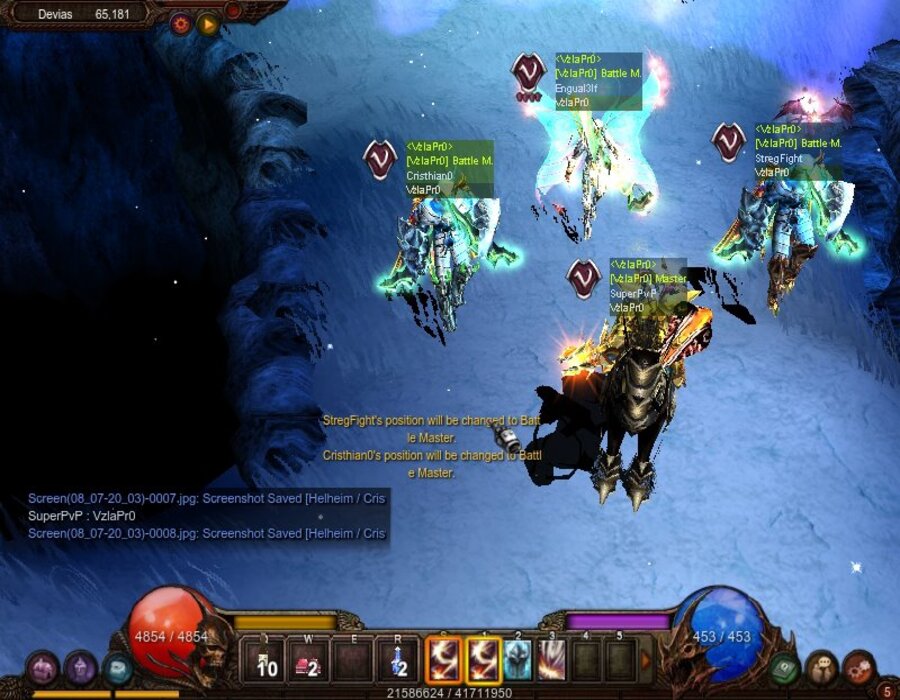 Devias 65,181
<VzlaPr0>
[VzlaPr0] Battle M.
Engual3lf
VzlaPr0
<VzlaPr0>
[VzlaPr0] Battle M.
StregFight
VzlaPr0
<VzlaPr0>
[VzlaPr0] Battle M.
Cristhian0
VzlaPr0
<VzlaPr0>
[VzlaPr0] Master
SuperPvP
VzlaPr0
StregFight's position will be changed to Batt
le Master.
Cristhian0's position will be changed to Battl
e Master.
Screen(08_07-20_03)-0007.jpg: Screenshot Saved [Helheim / Cris
SuperPvP : VzlaPr0
Screen(08_07-20_03)-0008.jpg: Screenshot Saved [Helheim / Cris
4854 / 4854
453 / 453
Q W E R 1 2 3 4 5
10 2 2
21586624 / 41711950
5